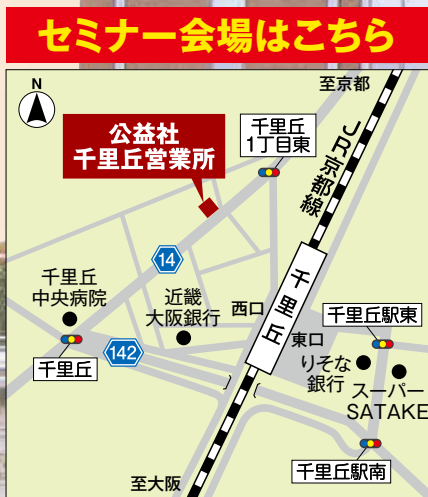 セミナー会場はこちら
N
至京都
公益社
千里丘営業所
千里丘
1丁目東
JR京都線
14
千里丘
中央病院
近畿
大阪銀行
西口
千里丘
東口
千里丘駅東
千里丘
142
りそな
銀行
スーパー
SATAKE
千里丘駅南
至大阪